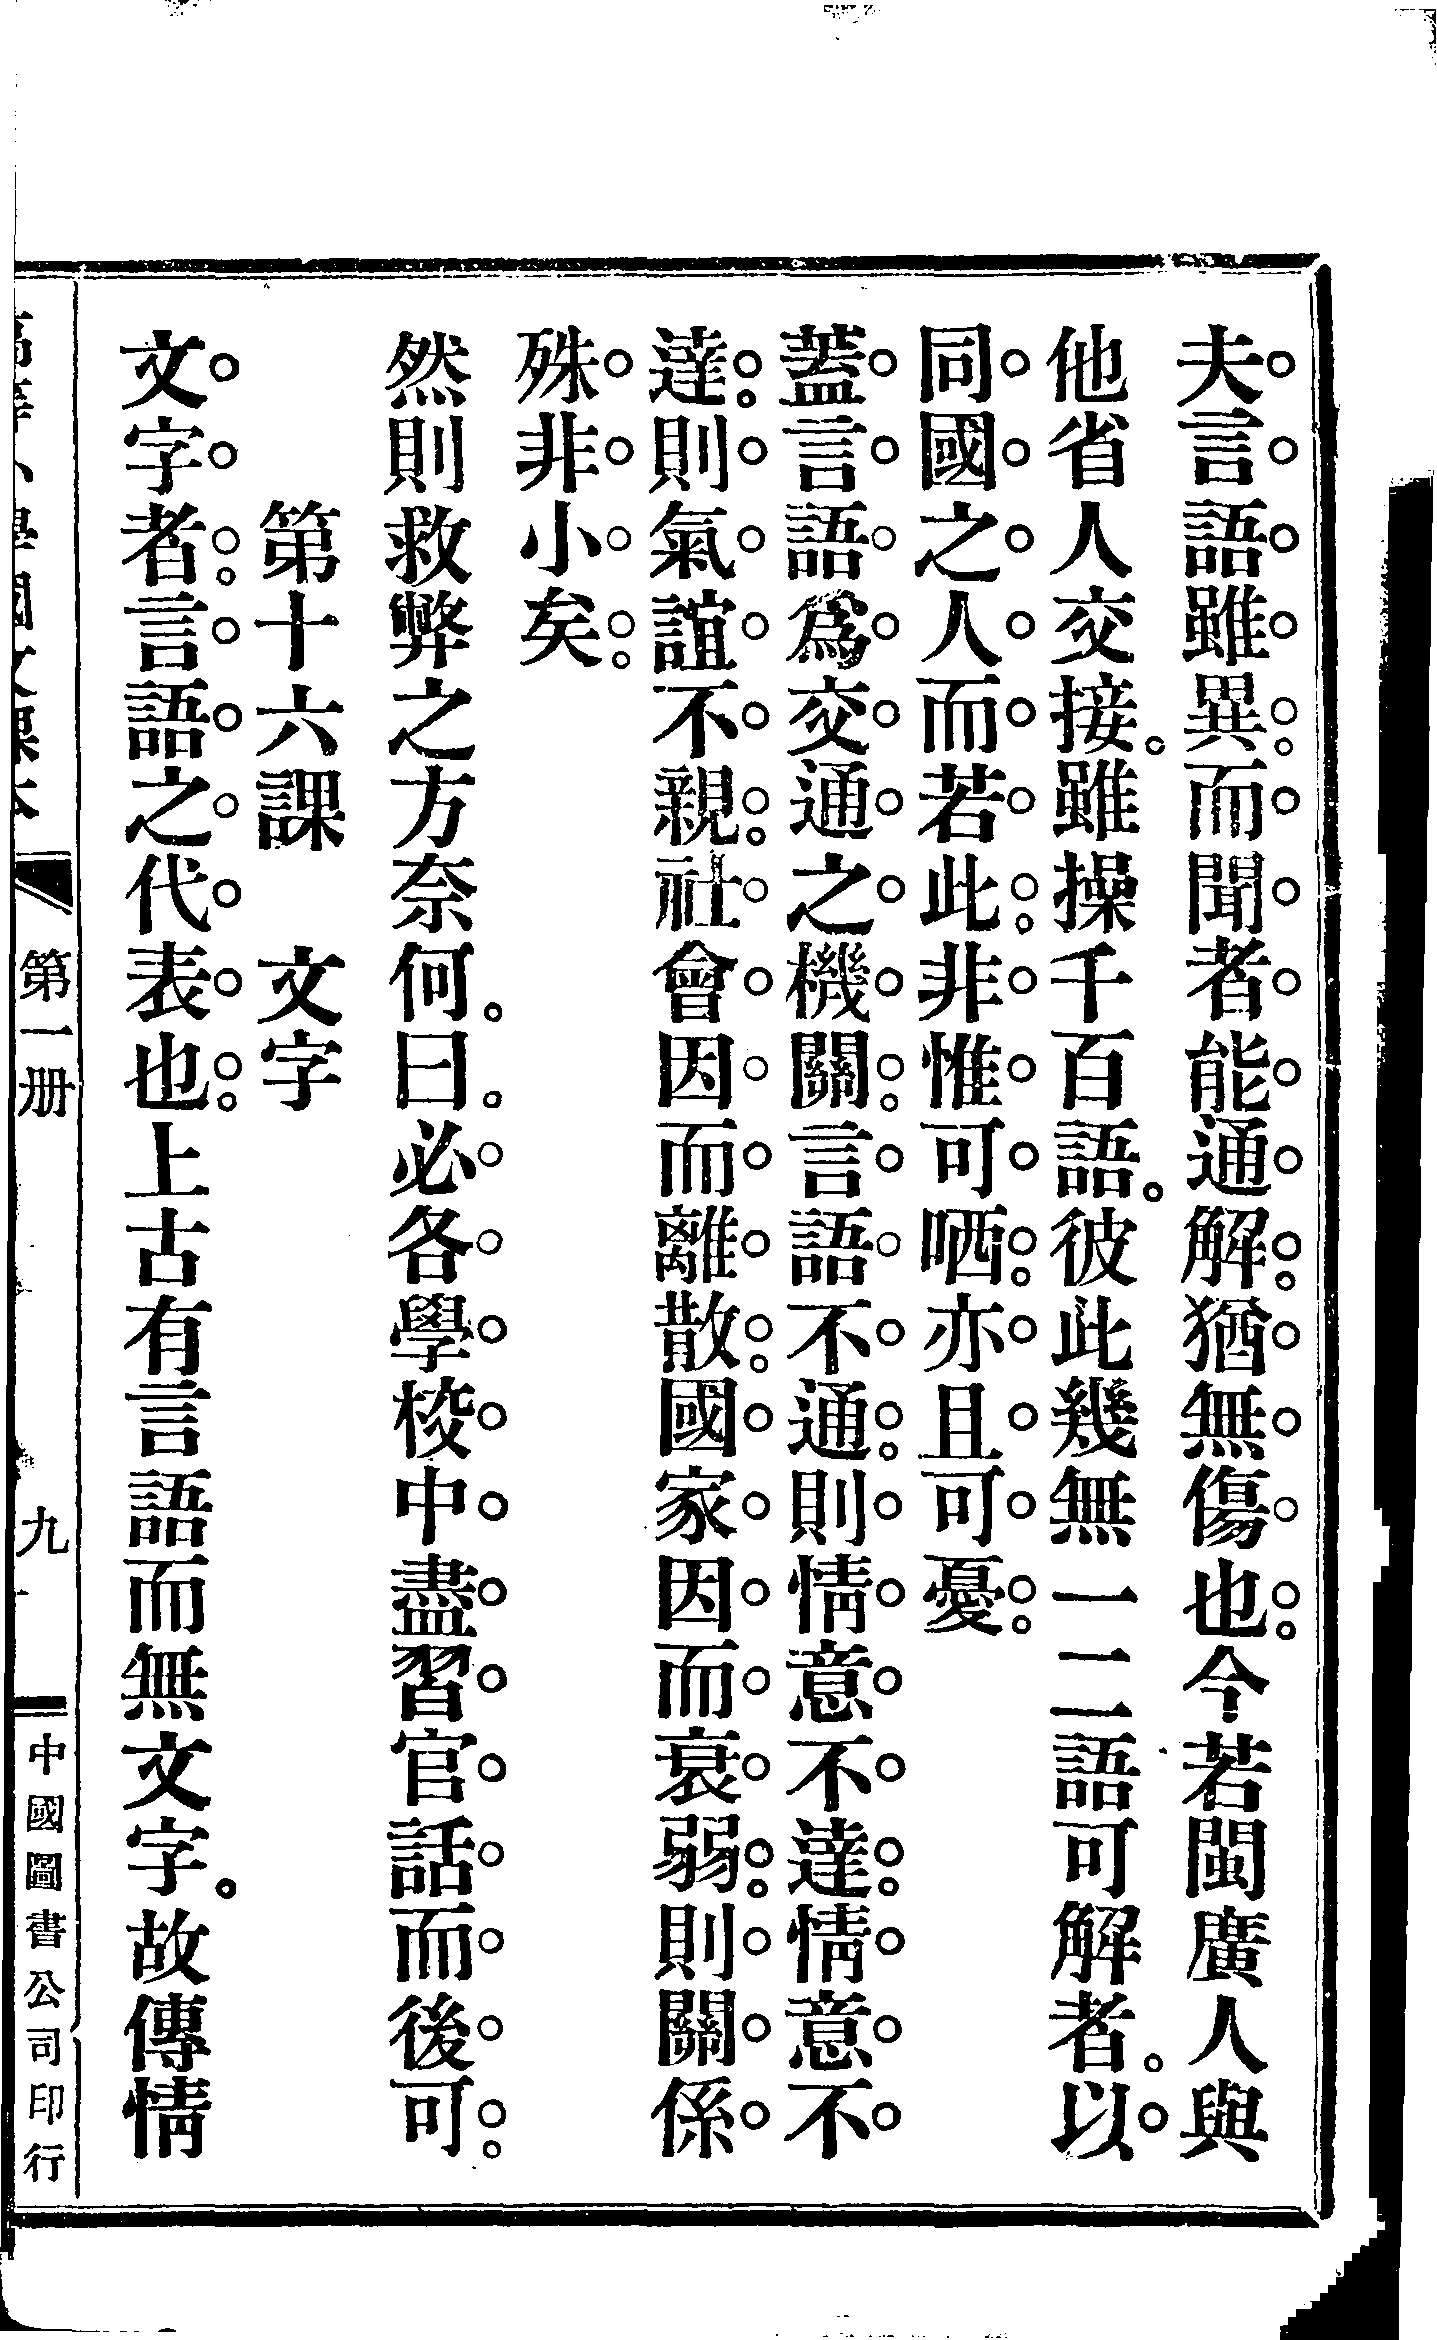 夫言語雖異。而聞者能通解。猶無傷也。今若閩廣人與
他省人交接。雖操千百語。彼此幾無一二語可解者。以
同國之人而若此。非惟可哂。亦且可憂。
蓋言語爲交通之機關。言語不通。則情意不達。情意不
達。則氣誼不親。社會因而離散。國家因而衰弱。則關係
殊非小矣。
然則救弊之方奈何。曰。必各學校中盡習官話而後可。
第十六課　文字
文字者。言語之代表也。上古有言語而無文字。故傳情
高等小學國文課本　第一册　九　中國圖書公司印行